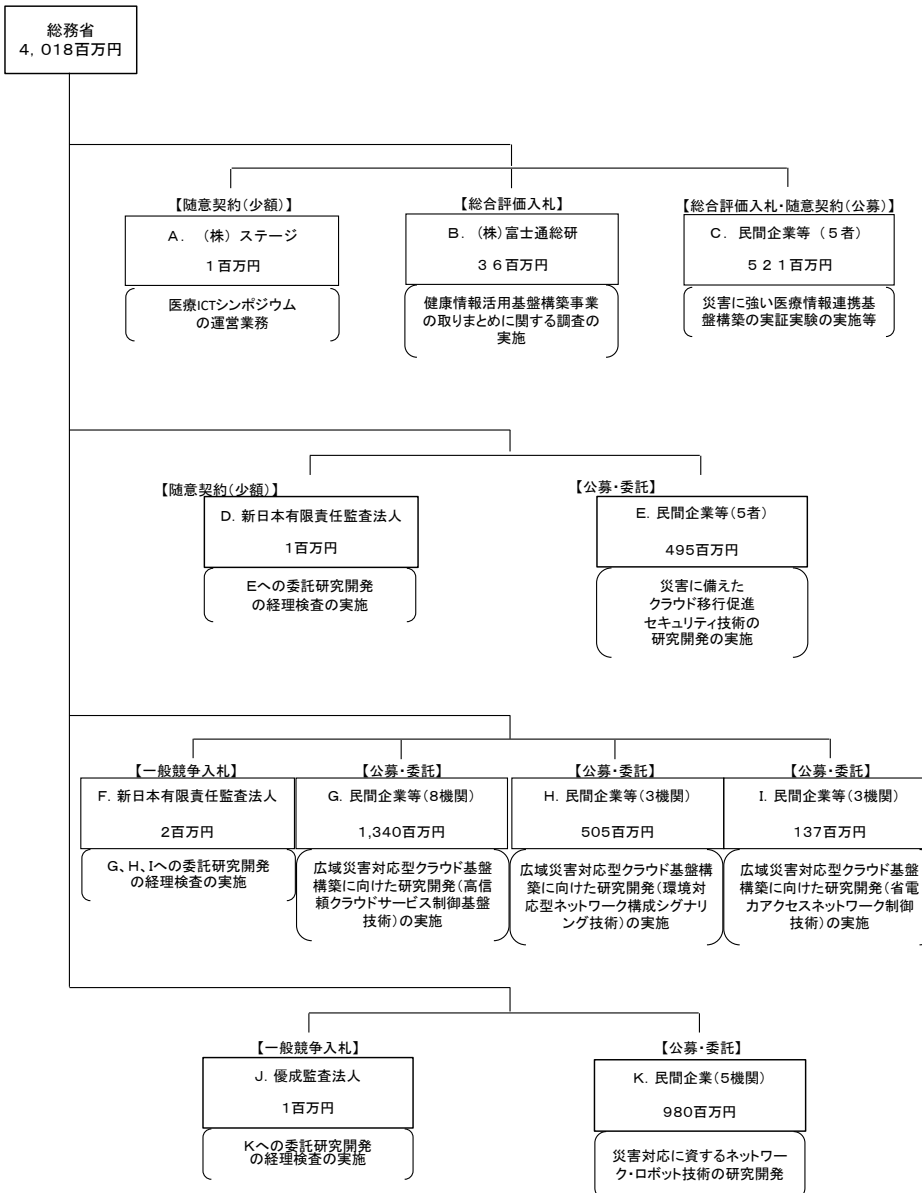 総務省
4，018百万円
【随意契約(少額)】
A．（株）ステージ
１百万円
医療ICTシンポジウム
の運営業務
【総合評価入札】
B．（株）富士通総研
３６百万円
健康情報活用基盤構築事業
の取りまとめに関する調査の
実施
【総合評価入札・随意契約(公募)】
C．民間企業等（５者）
５２１百万円
災害に強い医療情報連携基
盤構築の実証実験の実施等
【随意契約(少額)】
D．新日本有限責任監査法人
1百万円
Eへの委託研究開発
の経理検査の実施
【公募・委託】
E．民間企業等(5者)
495百万円
災害に備えた
クラウド移行促進
セキュリティ技術の
研究開発の実施
【一般競争入札】
F．新日本有限責任監査法人
2百万円
G、H、Iへの委託研究開発
の経理検査の実施
【公募・委託】
G．民間企業等(8機関)
1,340百万円
広域災害対応型クラウド基盤
構築に向けた研究開発(高信
頼クラウドサービス制御基盤
技術)の実施
【公募・委託】
H．民間企業等(3機関)
505百万円
広域災害対応型クラウド基盤構
築に向けた研究開発(環境対
応型ネットワーク構成シグナリ
ング技術)の実施
【公募・委託】
I．民間企業等(3機関)
137百万円
広域災害対応型クラウド基盤
構築に向けた研究開発(省電
力アクセスネットワーク制御
技術)の実施
【一般競争入札】
J．優成監査法人
1百万円
Kへの委託研究開発
の経理検査の実施
【公募・委託】
K．民間企業(5機関)
980百万円
災害対応に資するネットワー
ク・ロボット技術の研究開発